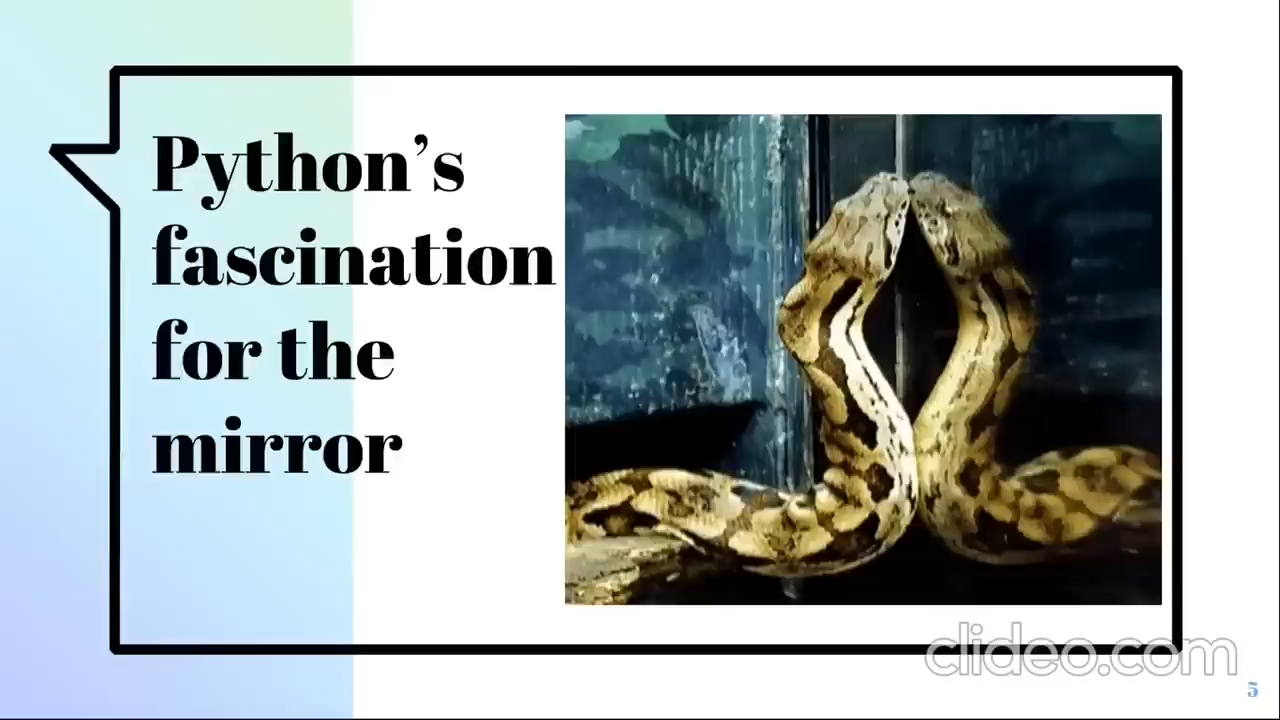 Python’s
fascination
for the
mirror
clideo.com
5